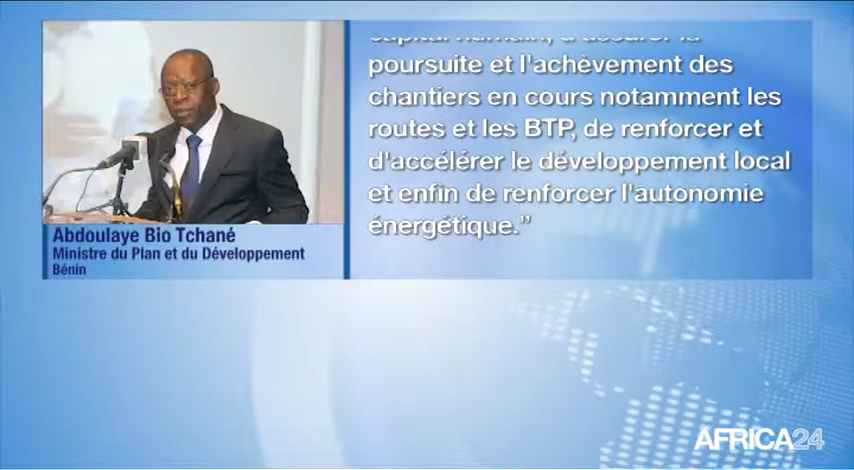 poursuite et l'achèvement des
chantiers en cours notamment les
routes et les BTP, de renforcer et
d'accélérer le développement local
et enfin de renforcer l'autonomie
énergétique.”
Abdoulaye Bio Tchané
Ministre du Plan et du Développement
Bénin
AFRICA24